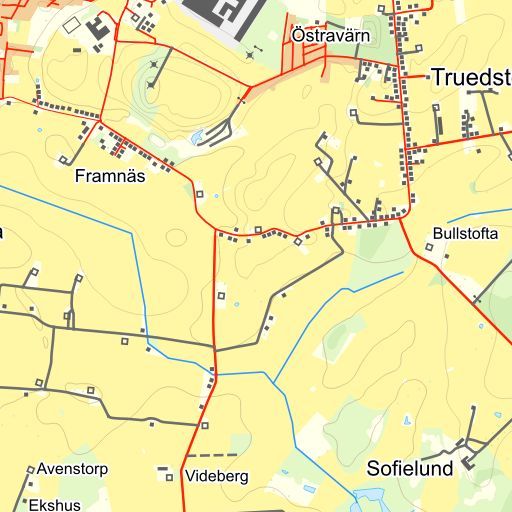 Östravärn
Truedst
Framnäs
a
Bullstofta
Sofielund
Avenstorp
Videberg
Ekshus